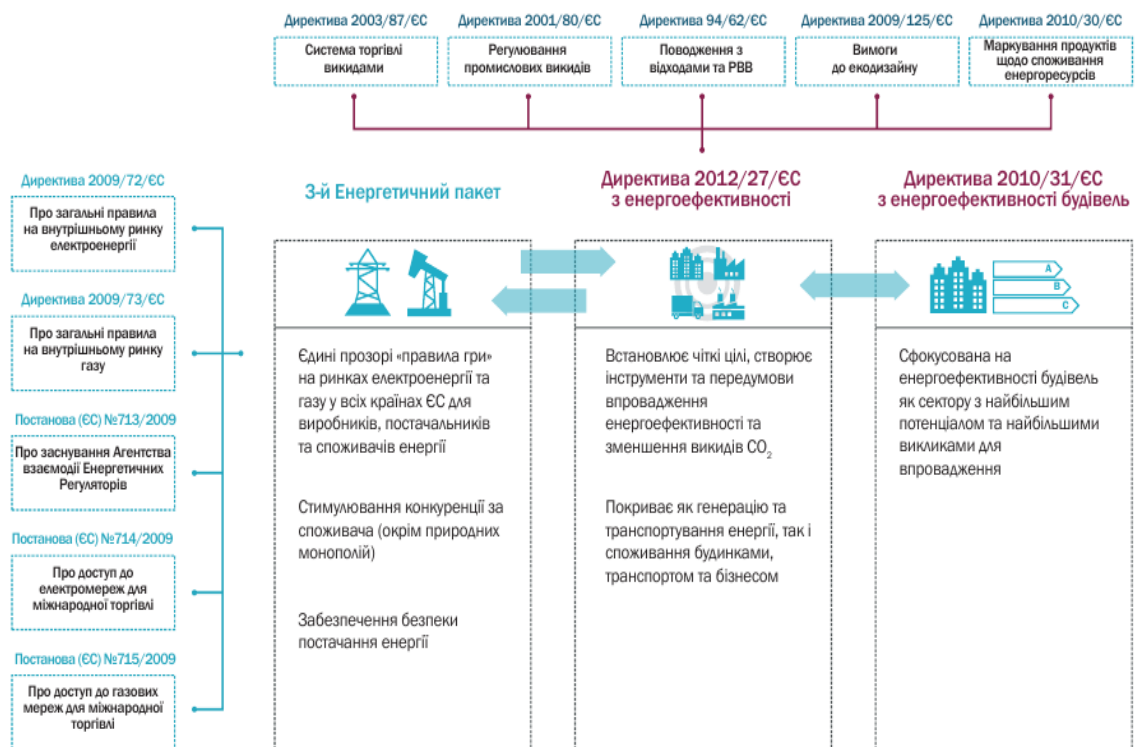 Директива 2003/87/ЄС
Система торгівлі
викидами
Директива 2001/80/ЄС
Регулювання
промислових викидів
Директива 94/62/ЄС
Поводження з
відходами та РВВ
Директива 2009/125/ЄС
Вимоги
до екодизайну
Директива 2010/30/ЄС
Маркування продуктів
щодо споживання
енергоресурсів
Директива 2009/72/ЄС
Про загальні правила
на внутрішньому ринку
електроенергії
Директива 2009/73/ЄС
Про загальні правила
на внутрішньому ринку
газу
Постанова (ЄС) №713/2009
Про заснування Агентства
взаємодії Енергетичних
Регуляторів
Постанова (ЄС) №714/2009
Про доступ до
електромереж для
міжнародної торгівлі
Постанова (ЄС) №715/2009
Про доступ до газових
мереж для міжнародної
торгівлі
3-й Енергетичний пакет
Єдині прозорі «правила гри»
на ринках електроенергії та
газу у всіх країнах ЄС для
виробників, постачальників
та споживачів енергії
Стимулювання конкуренції за
споживача (окрім природних
монополій)
Забезпечення безпеки
постачання енергії
Директива 2012/27/ЄС
з енергоефективності
Встановлює чіткі цілі, створює
інструменти та передумови
впровадження
енергоефективності та
зменшення викидів CO₂
Покриває як генерацію та
транспортування енергії, так і
споживання будинками,
транспортом та бізнесом
Директива 2010/31/ЄС
з енергоефективності будівель
A
B
C
Сфокусована на
енергоефективності будівель
як сектору з найбільшим
потенціалом та найбільшими
викликами для
впровадження